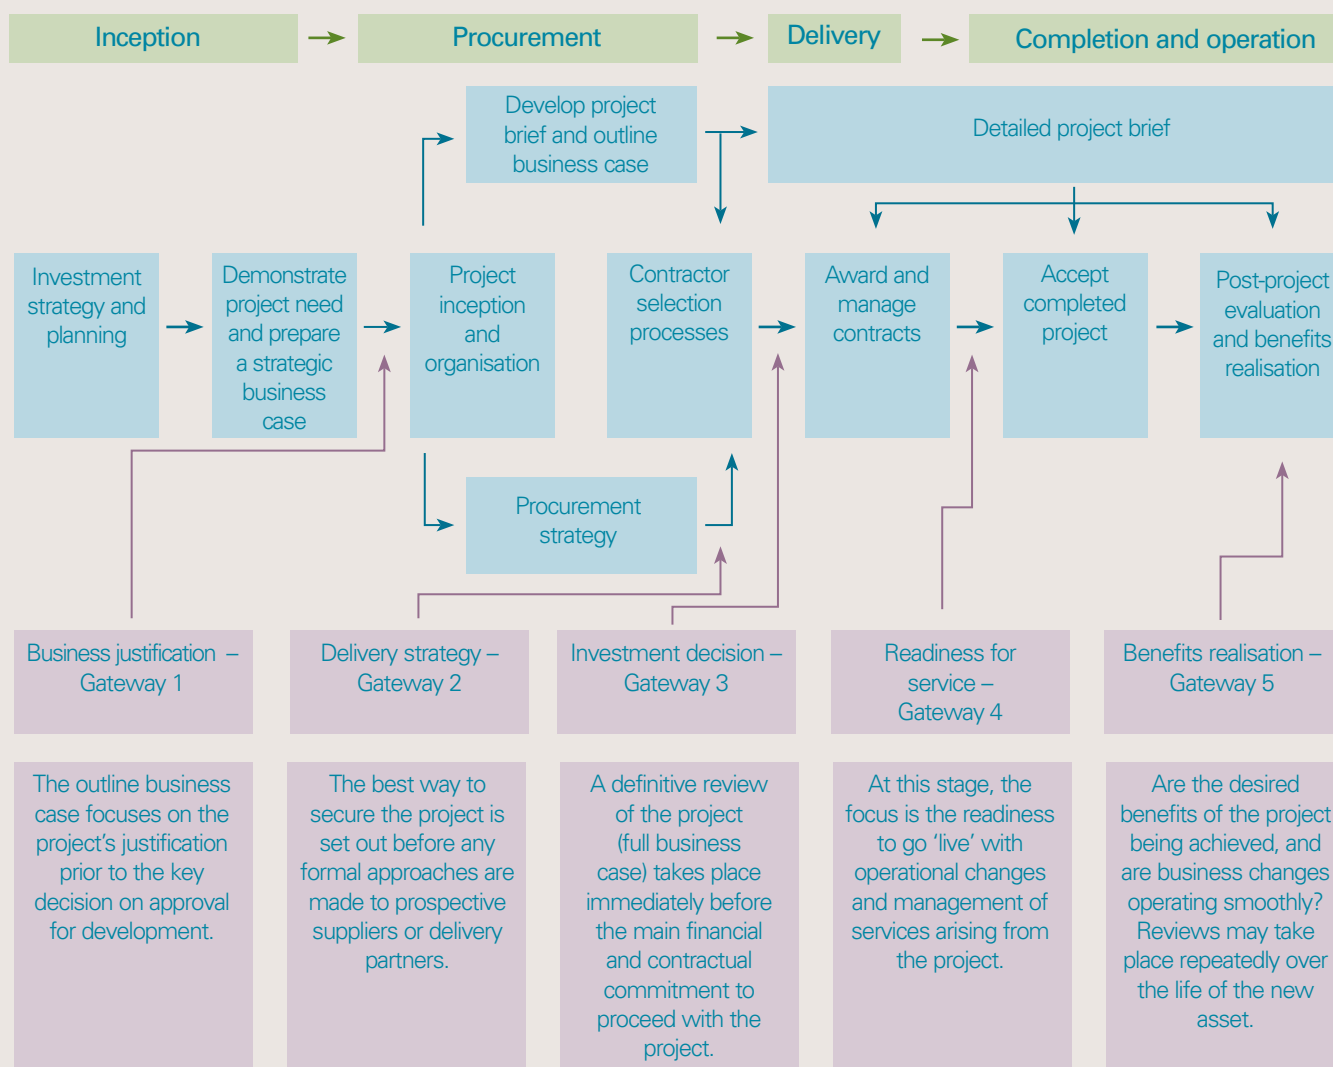 Inception
Procurement
Delivery
Completion and operation
Develop project
brief and outline
business case
Detailed project brief
Investment
strategy and
planning
Demonstrate
project need
and prepare
a strategic
business
case
Project
inception
and
organisation
Contractor
selection
processes
Award and
manage
contracts
Accept
completed
project
Post-project
evaluation
and benefits
realisation
Procurement
strategy
Business justification –
Gateway 1
Delivery strategy –
Gateway 2
Investment decision –
Gateway 3
Readiness for
service –
Gateway 4
Benefits realisation –
Gateway 5
The outline business
case focuses on the
project’s justification
prior to the key
decision on approval
for development.
The best way to
secure the project is
set out before any
formal approaches are
made to prospective
suppliers or delivery
partners.
A definitive review
of the project
(full business
case) takes place
immediately before
the main financial
and contractual
commitment to
proceed with the
project.
At this stage, the
focus is the readiness
to go ‘live’ with
operational changes
and management of
services arising from
the project.
Are the desired
benefits of the project
being achieved, and
are business changes
operating smoothly?
Reviews may take
place repeatedly over
the life of the new
asset.